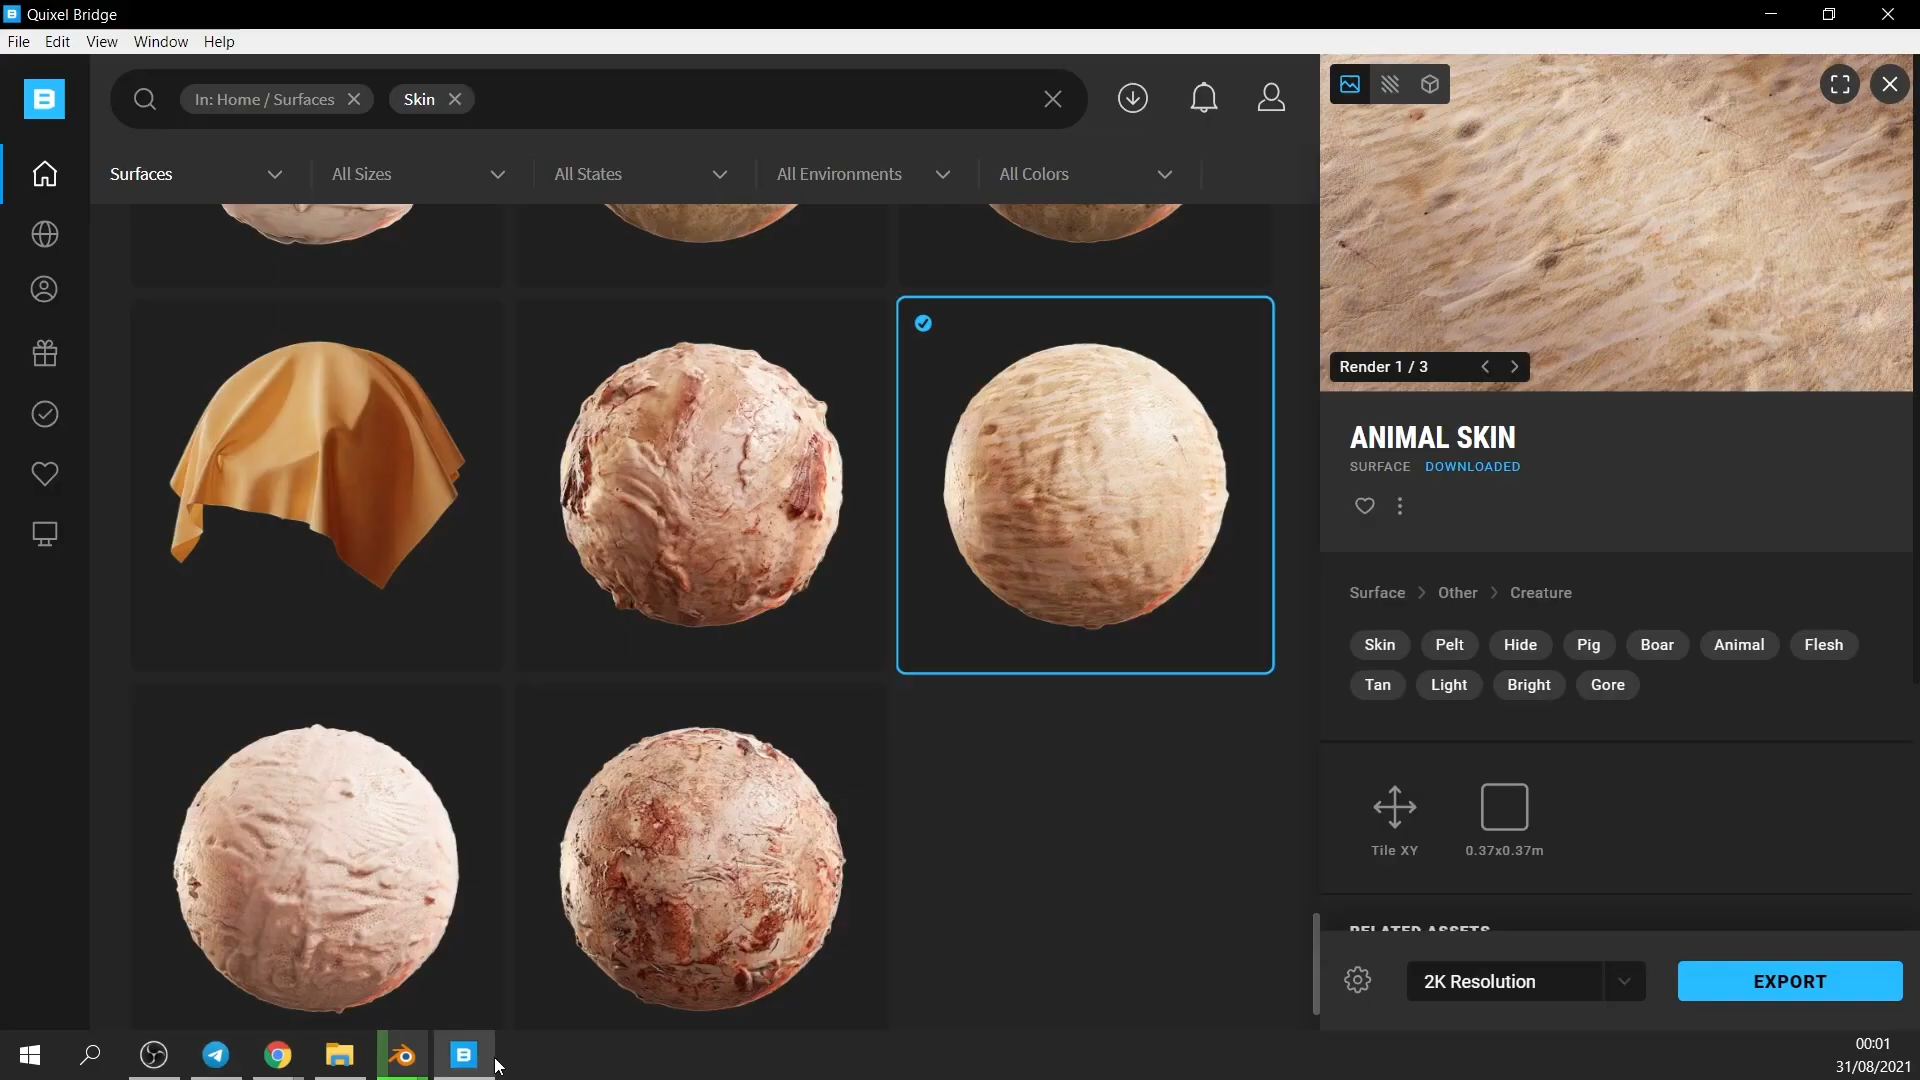 Quixel Bridge
File Edit View Window Help
In: Home / Surfaces Skin
Surfaces All Sizes All States All Environments All Colors
Render 1 / 3
ANIMAL SKIN
SURFACE DOWNLOADED
Surface Other Creature
Skin Pelt Hide Pig Boar Animal Flesh
Tan Light Bright Gore
Tile XY 0.37x0.37m
RELATED ASSETS
2K Resolution EXPORT
00:01
31/08/2021